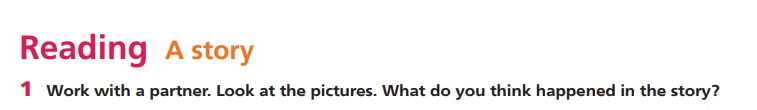 Reading A story
1 Work with a partner. Look at the pictures. What do you think happened in the story?